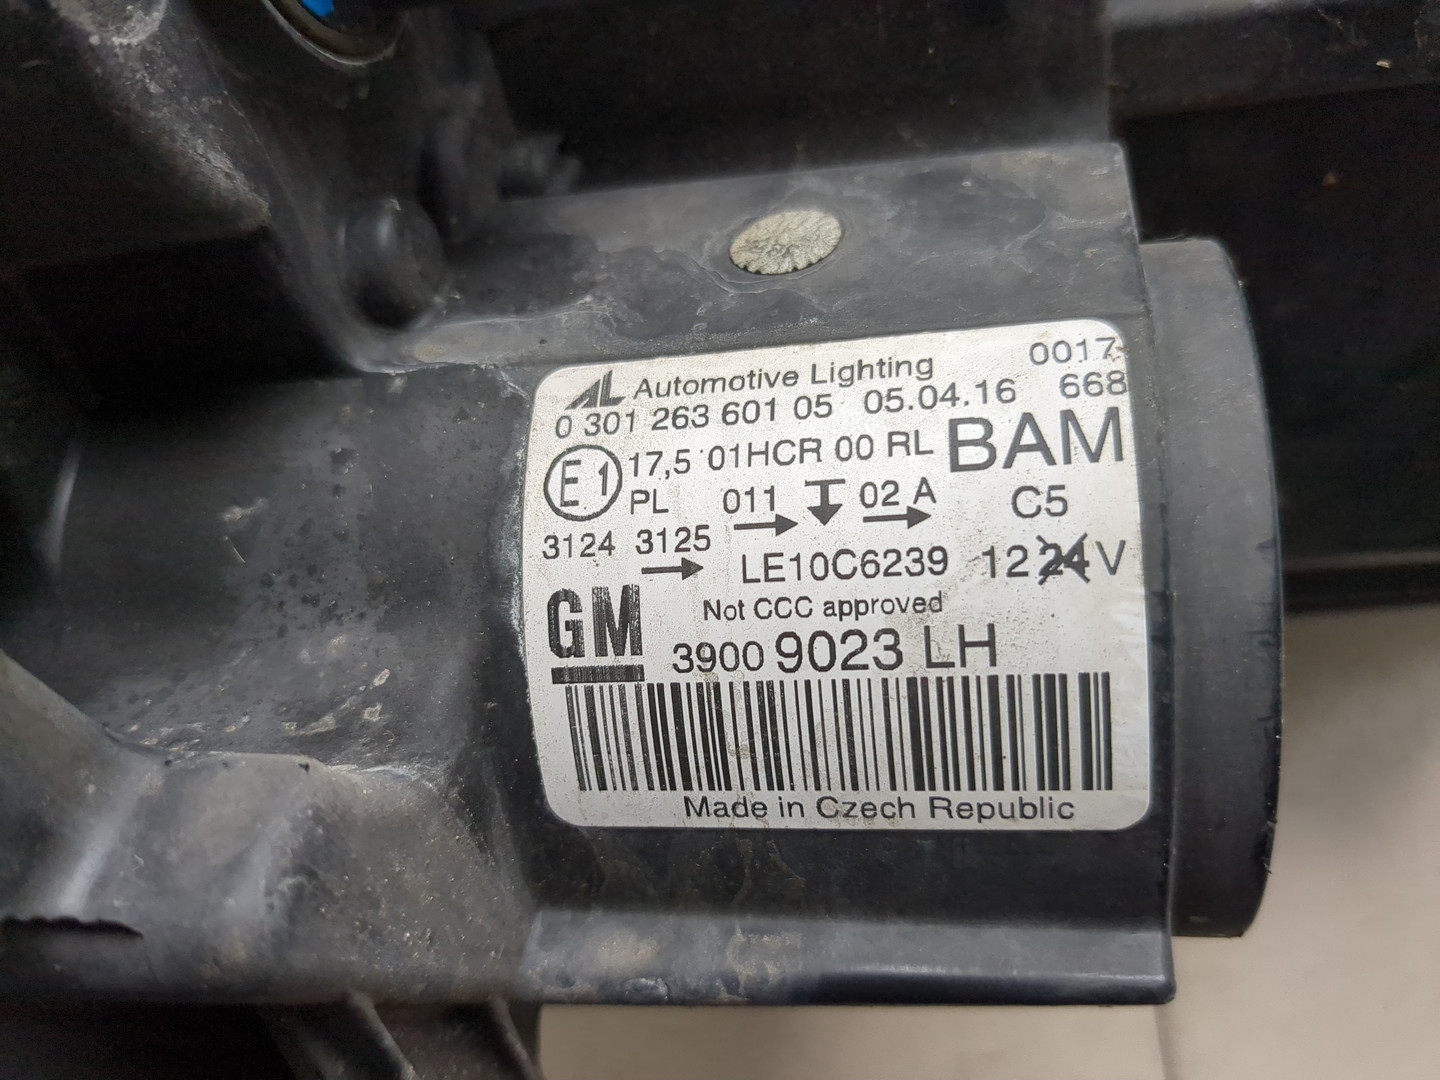 AL Automotive Lighting 0017
0 301 263 601 05 05.04.16 668
E1 17,5 01HCR 00 RL BAM
PL 011 02 A C5
3124 3125 LE10C6239 12 24 V
GM Not CCC approved
3900 9023 LH
Made in Czech Republic